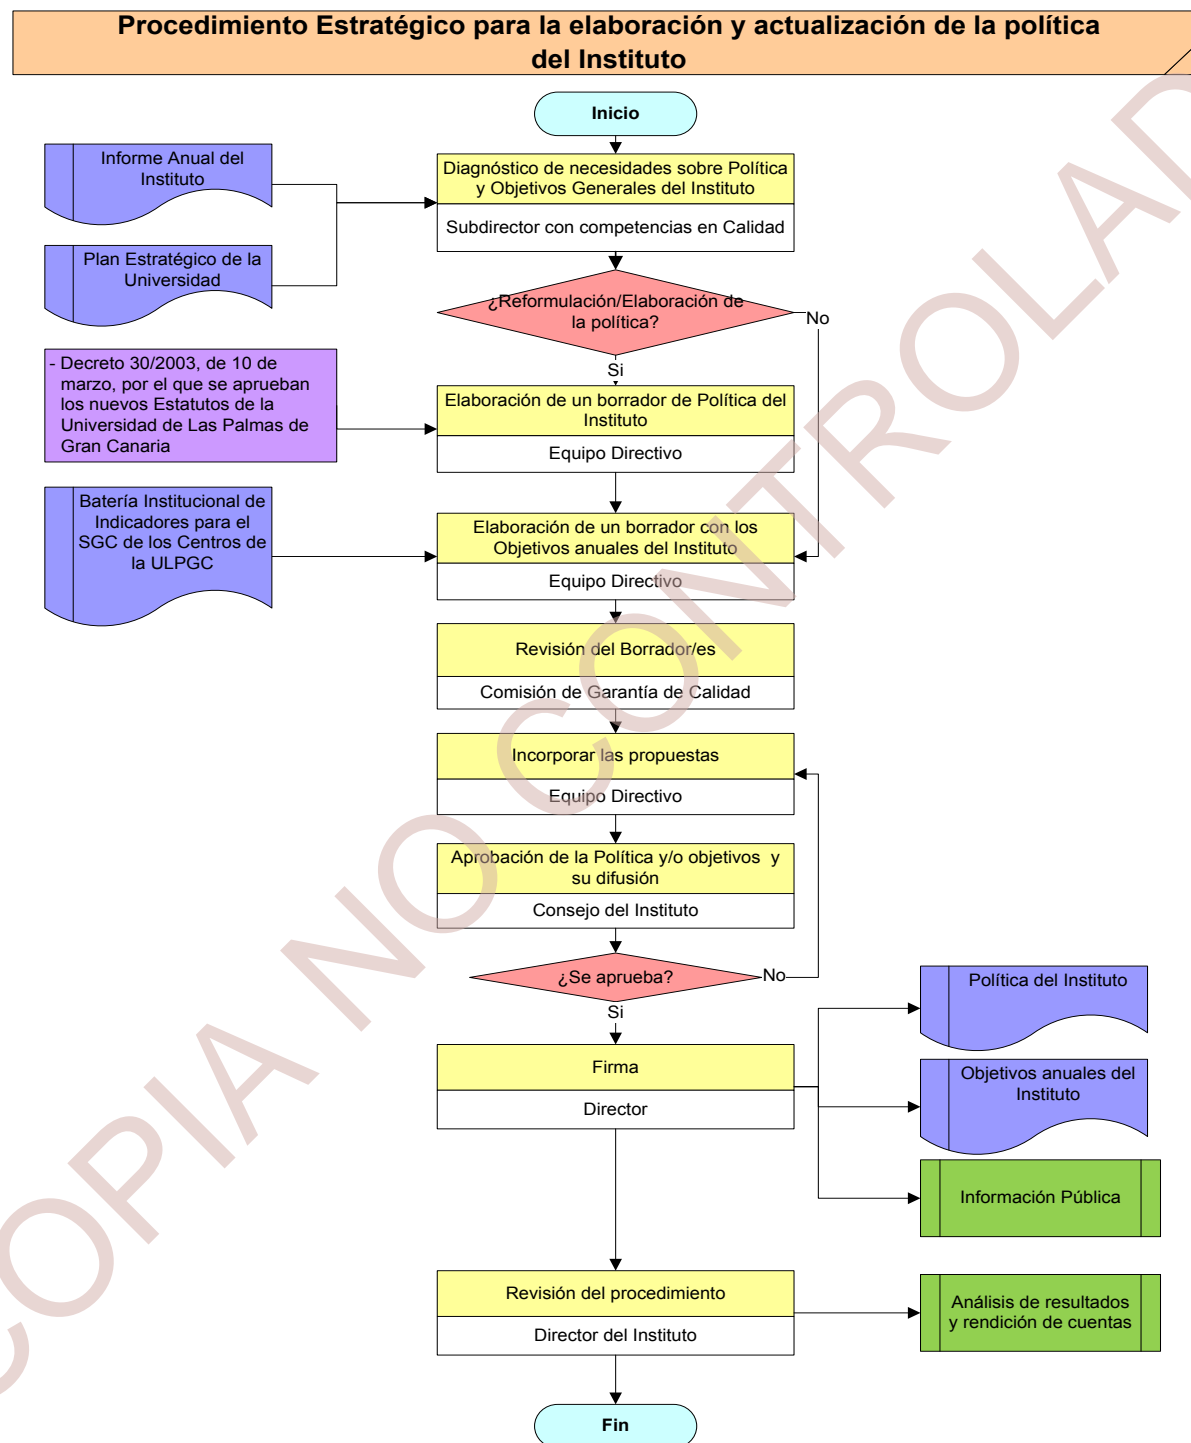 Procedimiento Estratégico para la elaboración y actualización de la política
del Instituto
Inicio
Informe Anual del
Instituto
Diagnóstico de necesidades sobre Política
y Objetivos Generales del Instituto
Subdirector con competencias en Calidad
Plan Estratégico de la
Universidad
¿Reformulación/Elaboración de
la política?
No
Si
- Decreto 30/2003, de 10 de
marzo, por el que se aprueban
los nuevos Estatutos de la
Universidad de Las Palmas de
Gran Canaria
Elaboración de un borrador de Política del
Instituto
Equipo Directivo
Batería Institucional de
Indicadores para el
SGC de los Centros de
la ULPGC
Elaboración de un borrador con los
Objetivos anuales del Instituto
Equipo Directivo
Revisión del Borrador/es
Comisión de Garantía de Calidad
Incorporar las propuestas
Equipo Directivo
Aprobación de la Política y/o objetivos y
su difusión
Consejo del Instituto
¿Se aprueba?
No
Si
Política del Instituto
Firma
Director
Objetivos anuales del
Instituto
Información Pública
Revisión del procedimiento
Director del Instituto
Análisis de resultados
y rendición de cuentas
Fin
COPIA NO CONTROLAD